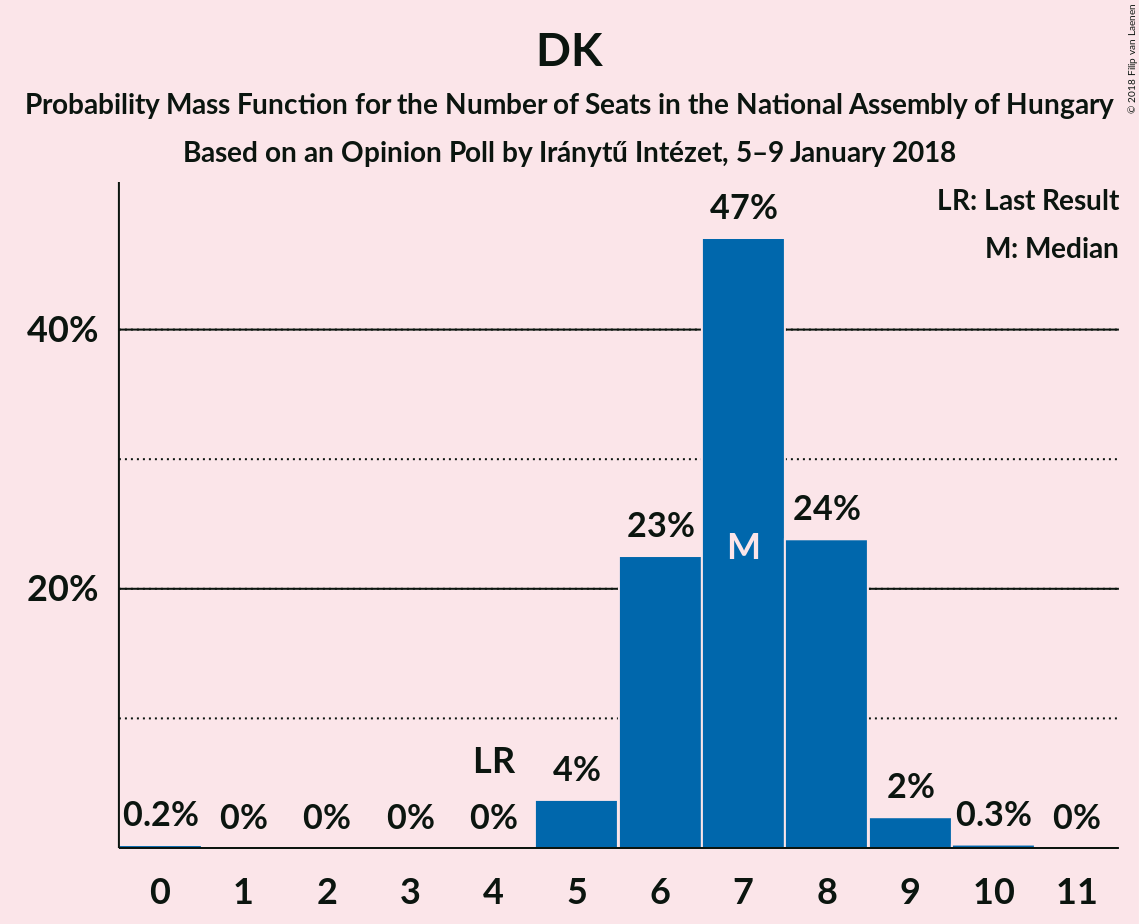 DK
Probability Mass Function for the Number of Seats in the National Assembly of Hungary
Based on an Opinion Poll by Iránytű Intézet, 5–9 January 2018
© 2018 Filip van Laenen
LR: Last Result
M: Median
47%
40%
24%
23%
M
20%
LR
4%
2%
0.2% 0% 0% 0% 0% 0.3% 0%
0 1 2 3 4 5 6 7 8 9 10 11